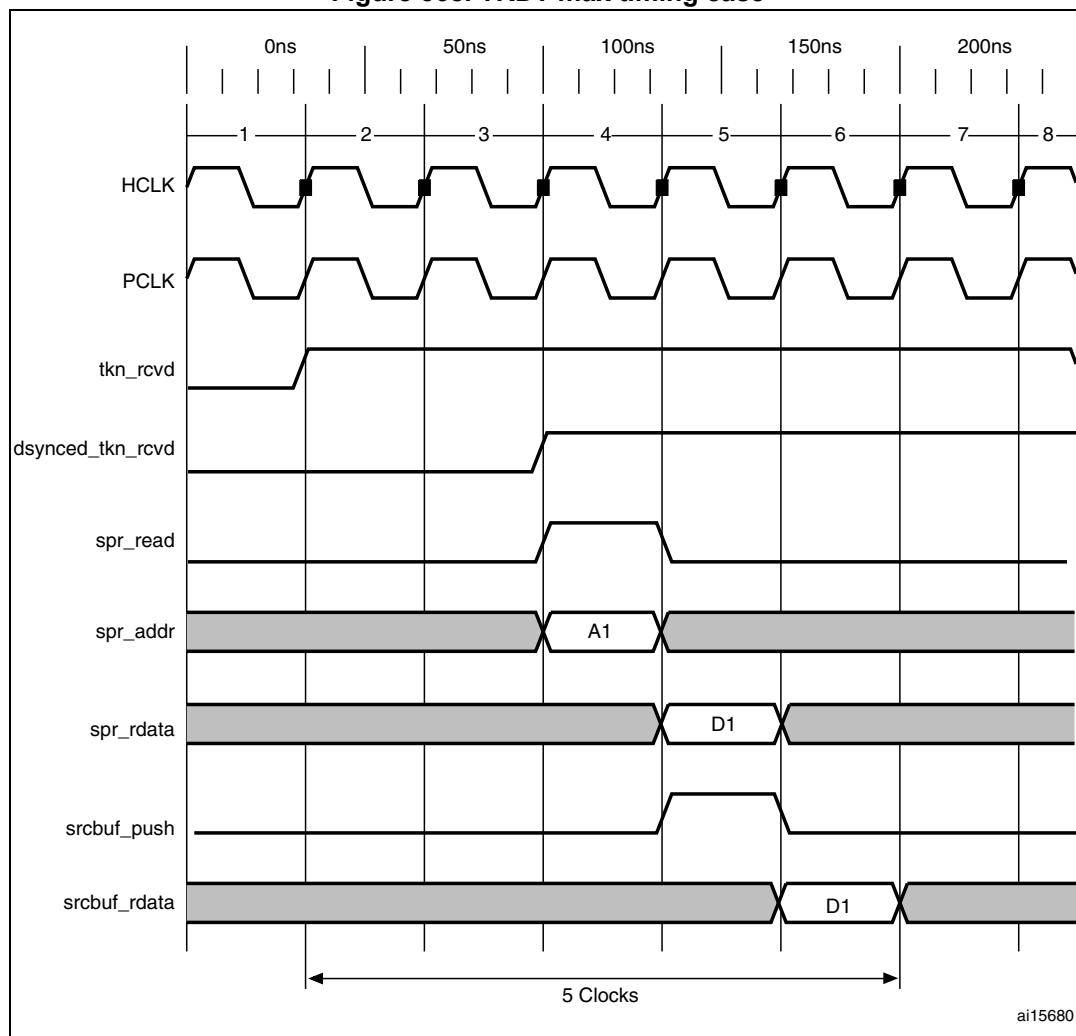 0ns 50ns 100ns 150ns 200ns
1 2 3 4 5 6 7 8
HCLK
PCLK
tkn_rcvd
dsynced_tkn_rcvd
spr_read
spr_addr A1
spr_rdata D1
srcbuf_push
srcbuf_rdata D1
5 Clocks
ai15680